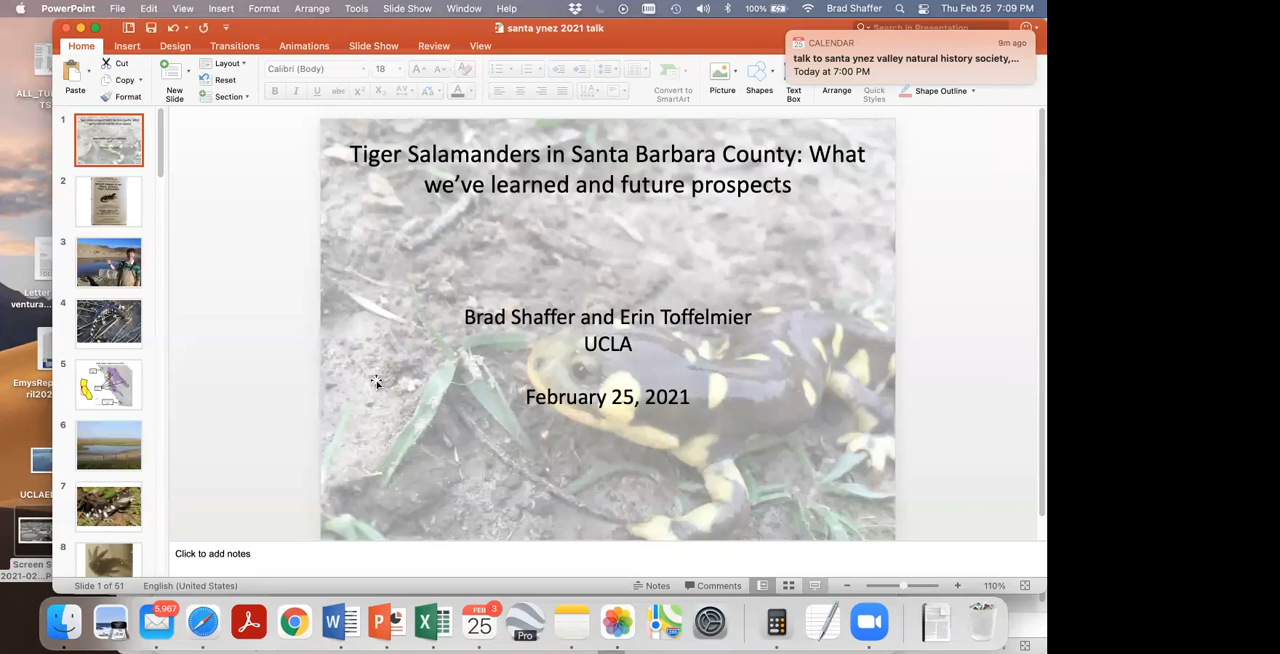 PowerPoint File Edit View Insert Format Arrange Tools Slide Show Window Help 100% Brad Shaffer Thu Feb 25 7:09 PM
santa ynez 2021 talk
Search in Presentation
Home Insert Design Transitions Animations Slide Show Review View
CALENDAR 9m ago
talk to santa ynez valley natural history society,...
Today at 7:00 PM
Paste Cut Copy Format
New Slide Layout Reset Section
Calibri (Body) 18
Convert to SmartArt
Picture Shapes Text Box Arrange Quick Styles Shape Outline
ALL_TU
TS
Letter
ventura
EmysRep
ril202
UCLAE
Screen S
2021-02...P
1
2
3
4
5
6
7
8
Tiger Salamanders in Santa Barbara County: What
we've learned and future prospects
Brad Shaffer and Erin Toffelmier
UCLA
February 25, 2021
Click to add notes
Slide 1 of 51 English (United States) Notes Comments 110%
5,967 FEB 3
25
Pro